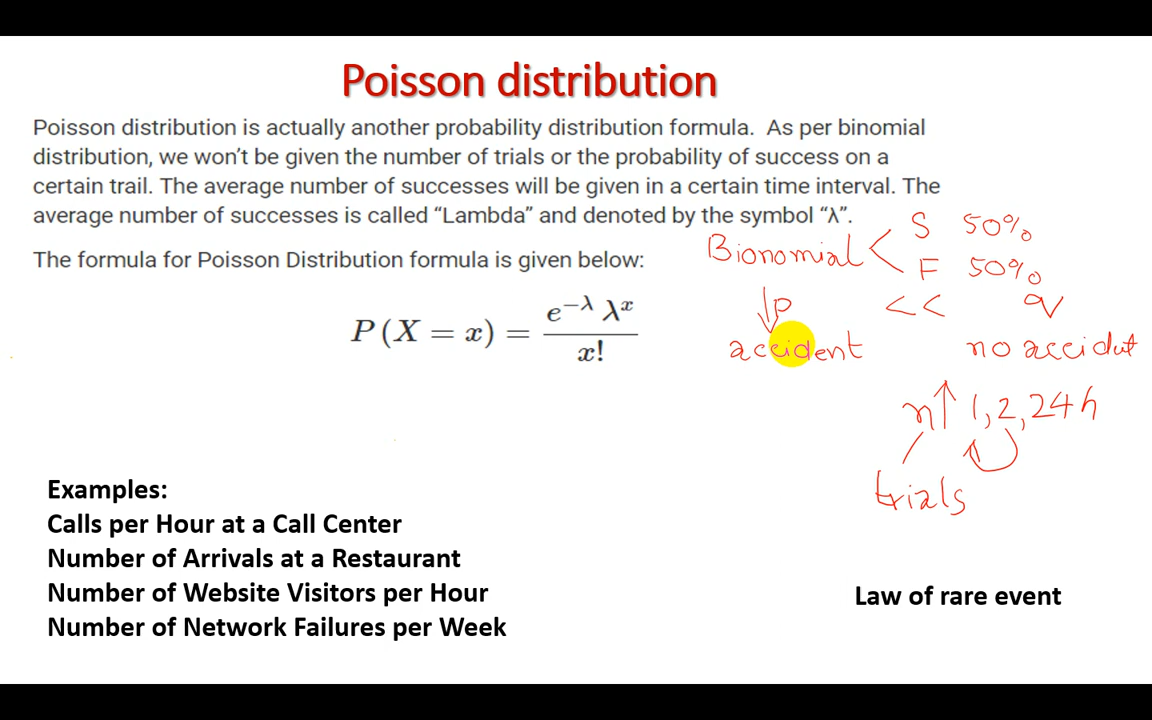 Poisson distribution
Poisson distribution is actually another probability distribution formula. As per binomial
distribution, we won't be given the number of trials or the probability of success on a
certain trail. The average number of successes will be given in a certain time interval. The
average number of successes is called “Lambda” and denoted by the symbol “λ”.
The formula for Poisson Distribution formula is given below:
P(X = x) = e^{−λ} λ^x / x!
Bionomial < S 50%
F 50%
↓p << q
accident no accidut
n↑ 1, 2, 24h
trials
Examples:
Calls per Hour at a Call Center
Number of Arrivals at a Restaurant
Number of Website Visitors per Hour
Number of Network Failures per Week
Law of rare event